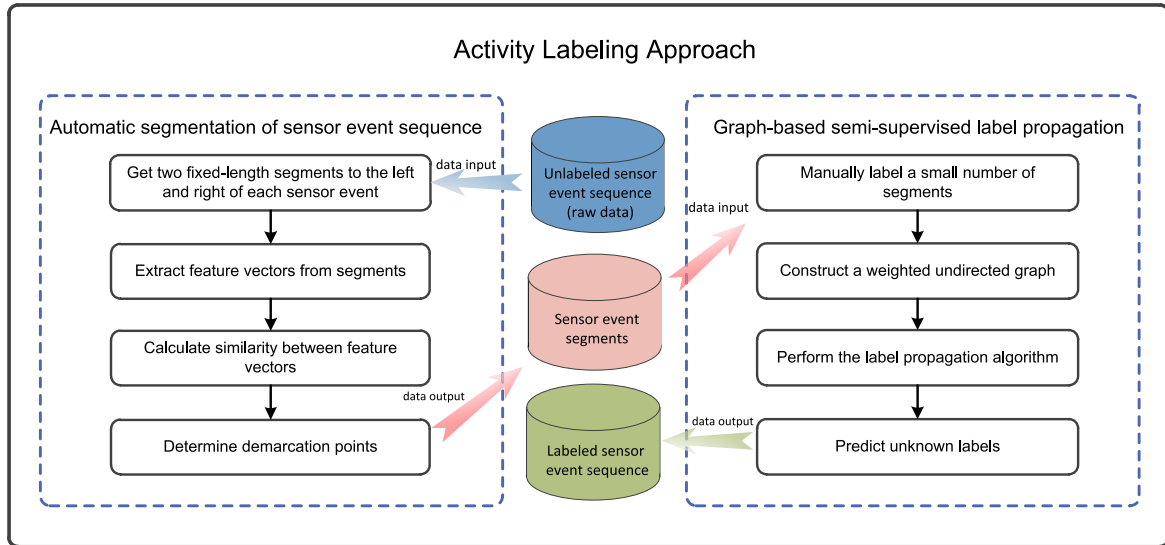 Activity Labeling Approach
Automatic segmentation of sensor event sequence
Get two fixed-length segments to the left
and right of each sensor event
Extract feature vectors from segments
Calculate similarity between feature
vectors
Determine demarcation points
data input
Unlabeled sensor
event sequence
(raw data)
Sensor event
segments
data output
Labeled sensor
event sequence
Graph-based semi-supervised label propagation
data input
Manually label a small number of
segments
Construct a weighted undirected graph
Perform the label propagation algorithm
data output
Predict unknown labels